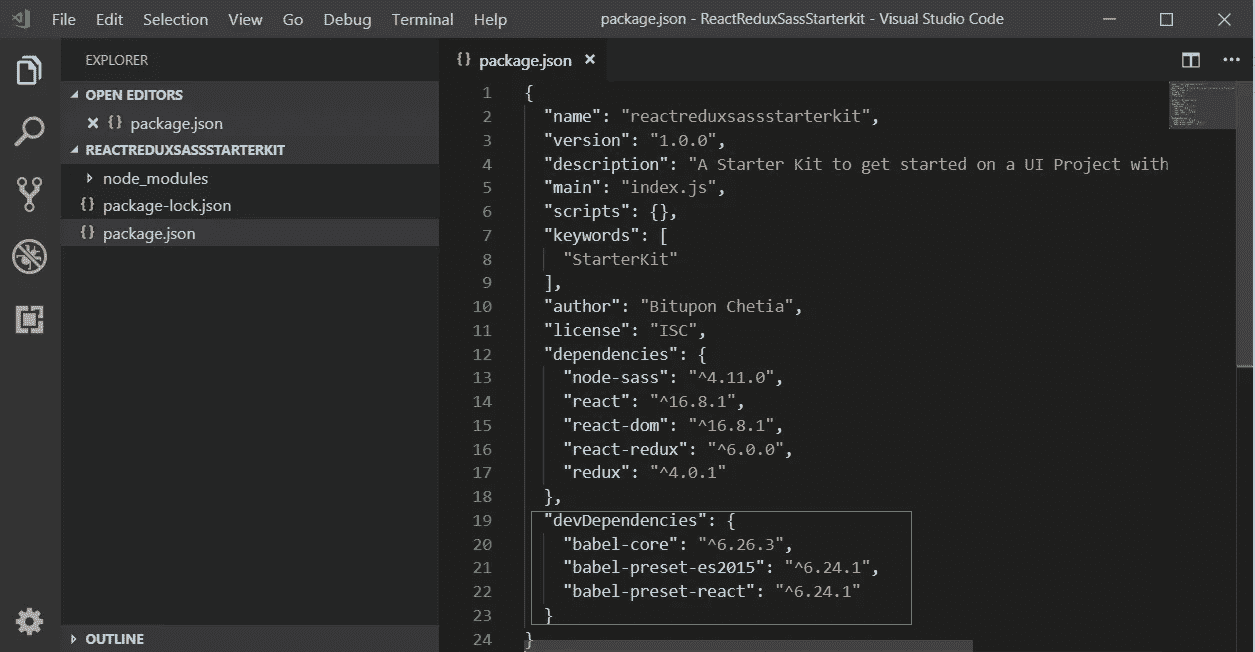 File Edit Selection View Go Debug Terminal Help package.json - ReactReduxSassStarterkit - Visual Studio Code
EXPLORER
OPEN EDITORS
{} package.json
REACTREDUXSASSSTARTERKIT
node_modules
{} package-lock.json
{} package.json
OUTLINE
{} package.json
1 {
2 "name": "reactreduxsassstarterkit",
3 "version": "1.0.0",
4 "description": "A Starter Kit to get started on a UI Project with
5 "main": "index.js",
6 "scripts": {},
7 "keywords": [
8 "StarterKit"
9 ],
10 "author": "Bitupon Chetia",
11 "license": "ISC",
12 "dependencies": {
13 "node-sass": "^4.11.0",
14 "react": "^16.8.1",
15 "react-dom": "^16.8.1",
16 "react-redux": "^6.0.0",
17 "redux": "^4.0.1"
18 },
19 "devDependencies": {
20 "babel-core": "^6.26.3",
21 "babel-preset-es2015": "^6.24.1",
22 "babel-preset-react": "^6.24.1"
23 }
24 }